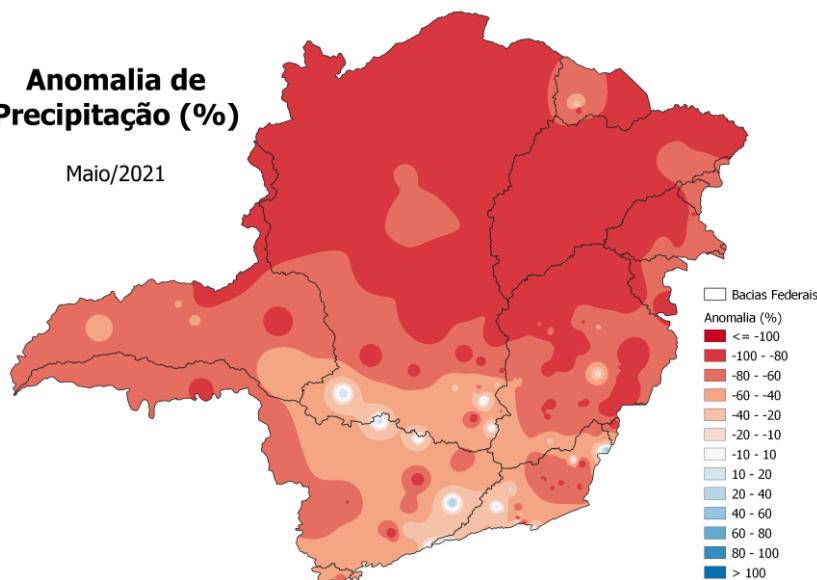 Anomalia de
Precipitação (%)
Maio/2021
Bacias Federais
Anomalia (%)
<= -100
-100 - -80
-80 - -60
-60 - -40
-40 - -20
-20 - -10
-10 - 10
10 - 20
20 - 40
40 - 60
60 - 80
80 - 100
> 100